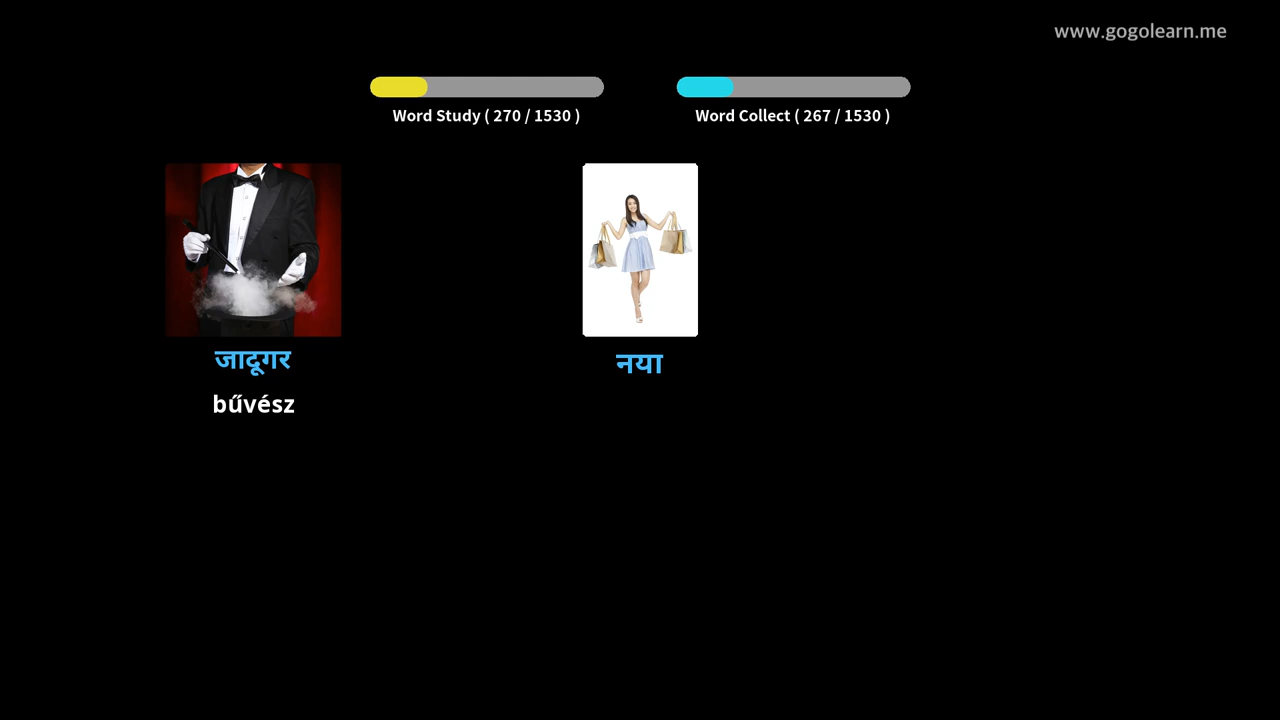 www.gogolearn.me
Word Study ( 270 / 1530 )
Word Collect ( 267 / 1530 )
जादूगर
bűvész
नया